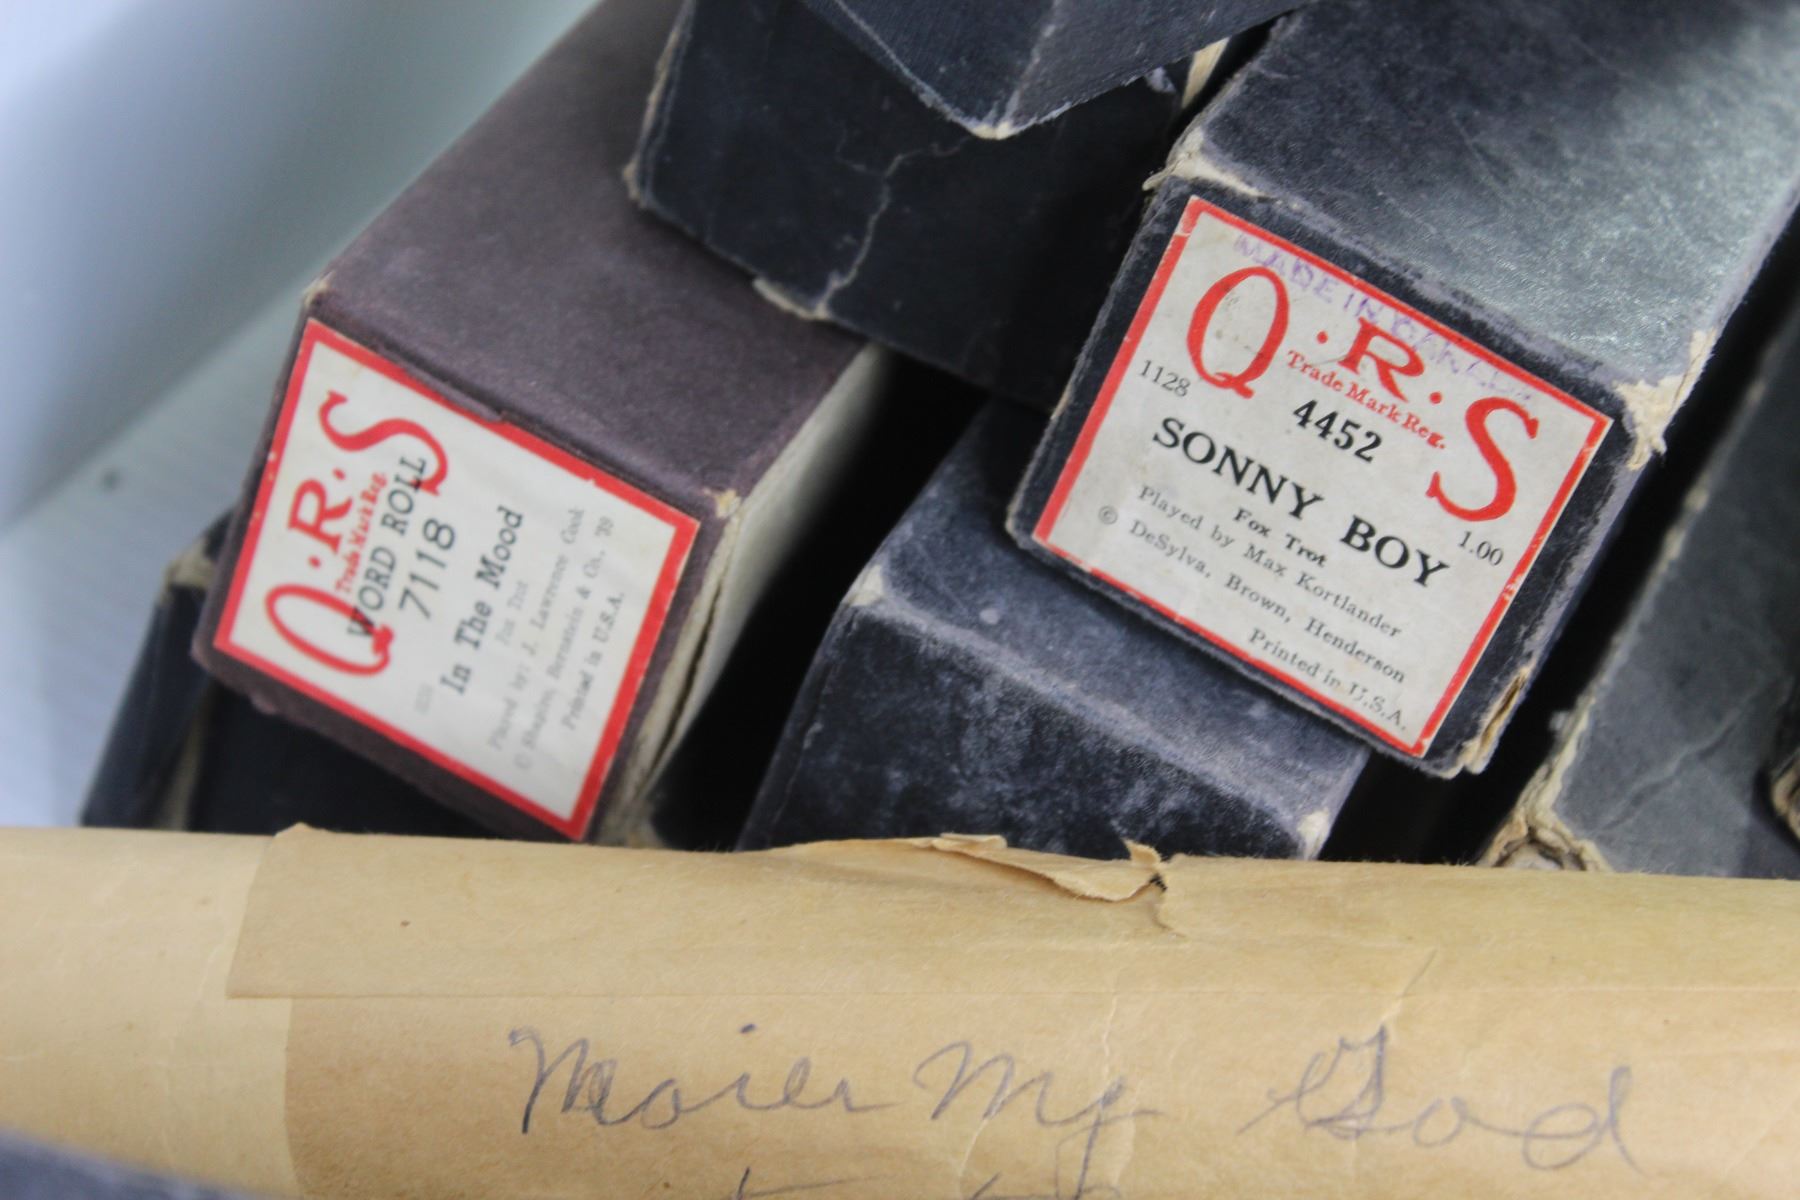 Q·R·S
Trade Mark Reg.
WORD ROLL
7118
In The Mood
Fox Trot
Played by: J. Lawrence Cook
© Shapiro, Bernstein & Co. '39
Printed in U.S.A.
MADE IN CANADA
Q·R·S
Trade Mark Reg.
1128 4452
SONNY BOY 1.00
Fox Trot
Played by Max Kortlander
© DeSylva, Brown, Henderson
Printed in U.S.A.
My God